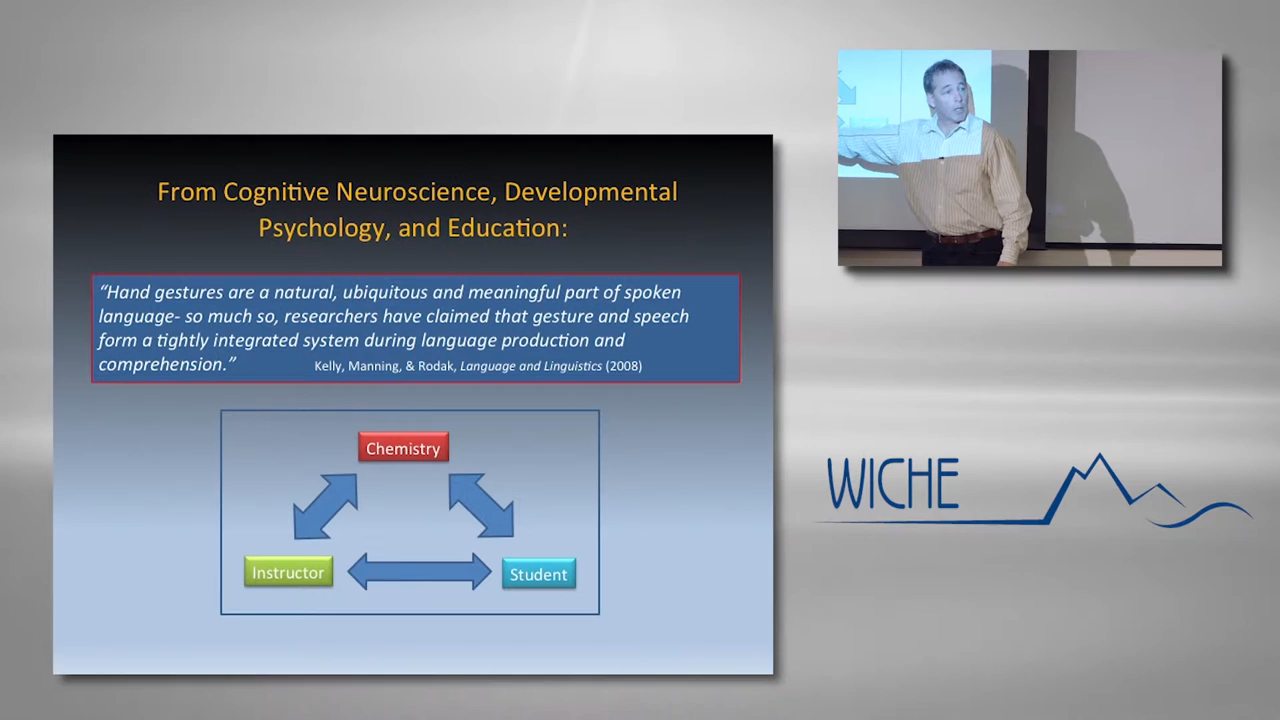 From Cognitive Neuroscience, Developmental
Psychology, and Education:
“Hand gestures are a natural, ubiquitous and meaningful part of spoken
language- so much so, researchers have claimed that gesture and speech
form a tightly integrated system during language production and
comprehension.” Kelly, Manning, & Rodak, Language and Linguistics (2008)
Chemistry
Instructor
Student
WICHE